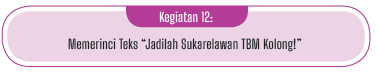 Kegiatan 12:
Memerinci Teks “Jadilah Sukarelawan TBM Kolong!”